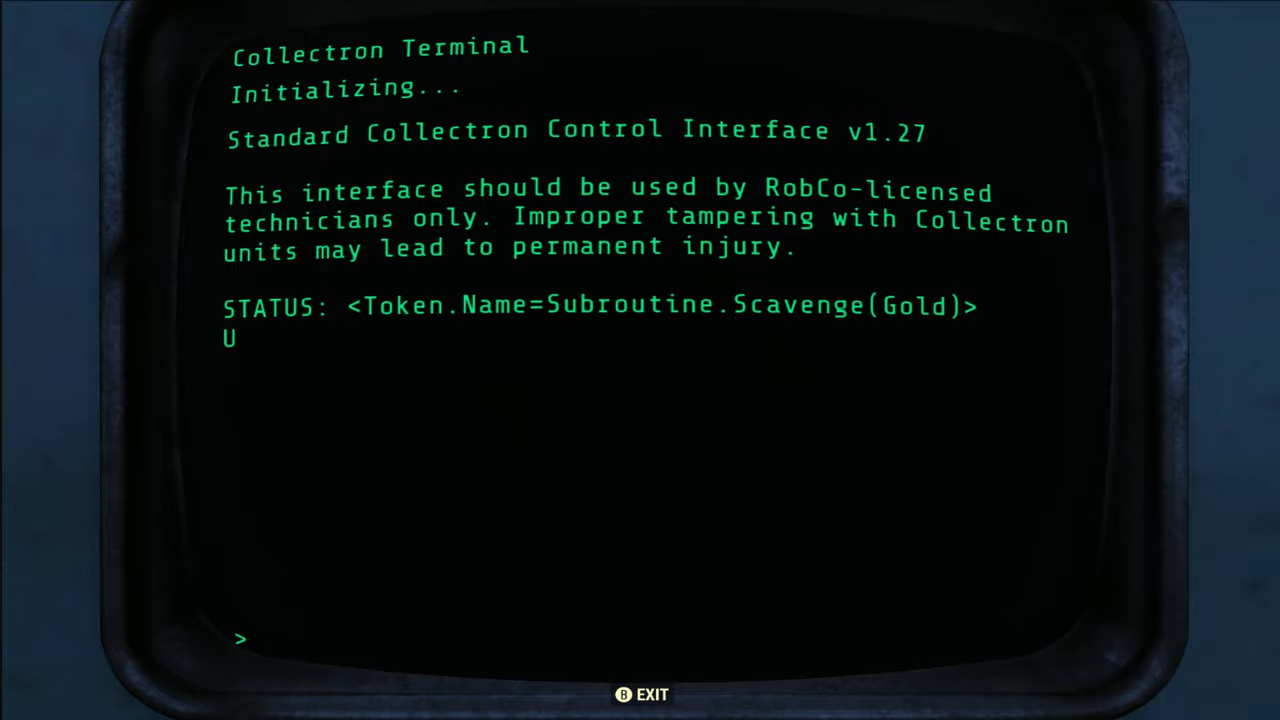 Collectron Terminal
Initializing...
Standard Collectron Control Interface v1.27
This interface should be used by RobCo-licensed
technicians only. Improper tampering with Collectron
units may lead to permanent injury.
STATUS: <Token.Name=Subroutine.Scavenge(Gold)>
U
>
B EXIT